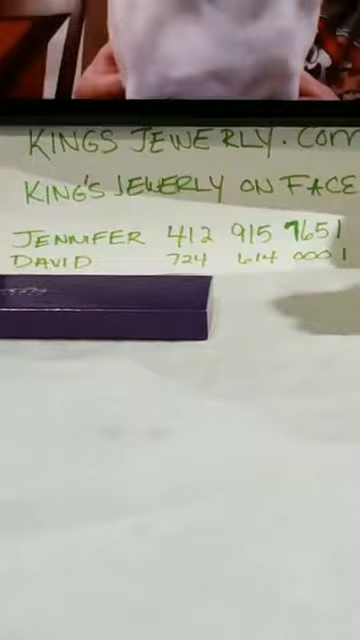 KINGS JEWERLY. COM
KING'S JEWERLY ON FACE
JENNIFER 412 915 7651
DAVID 724 614 0001